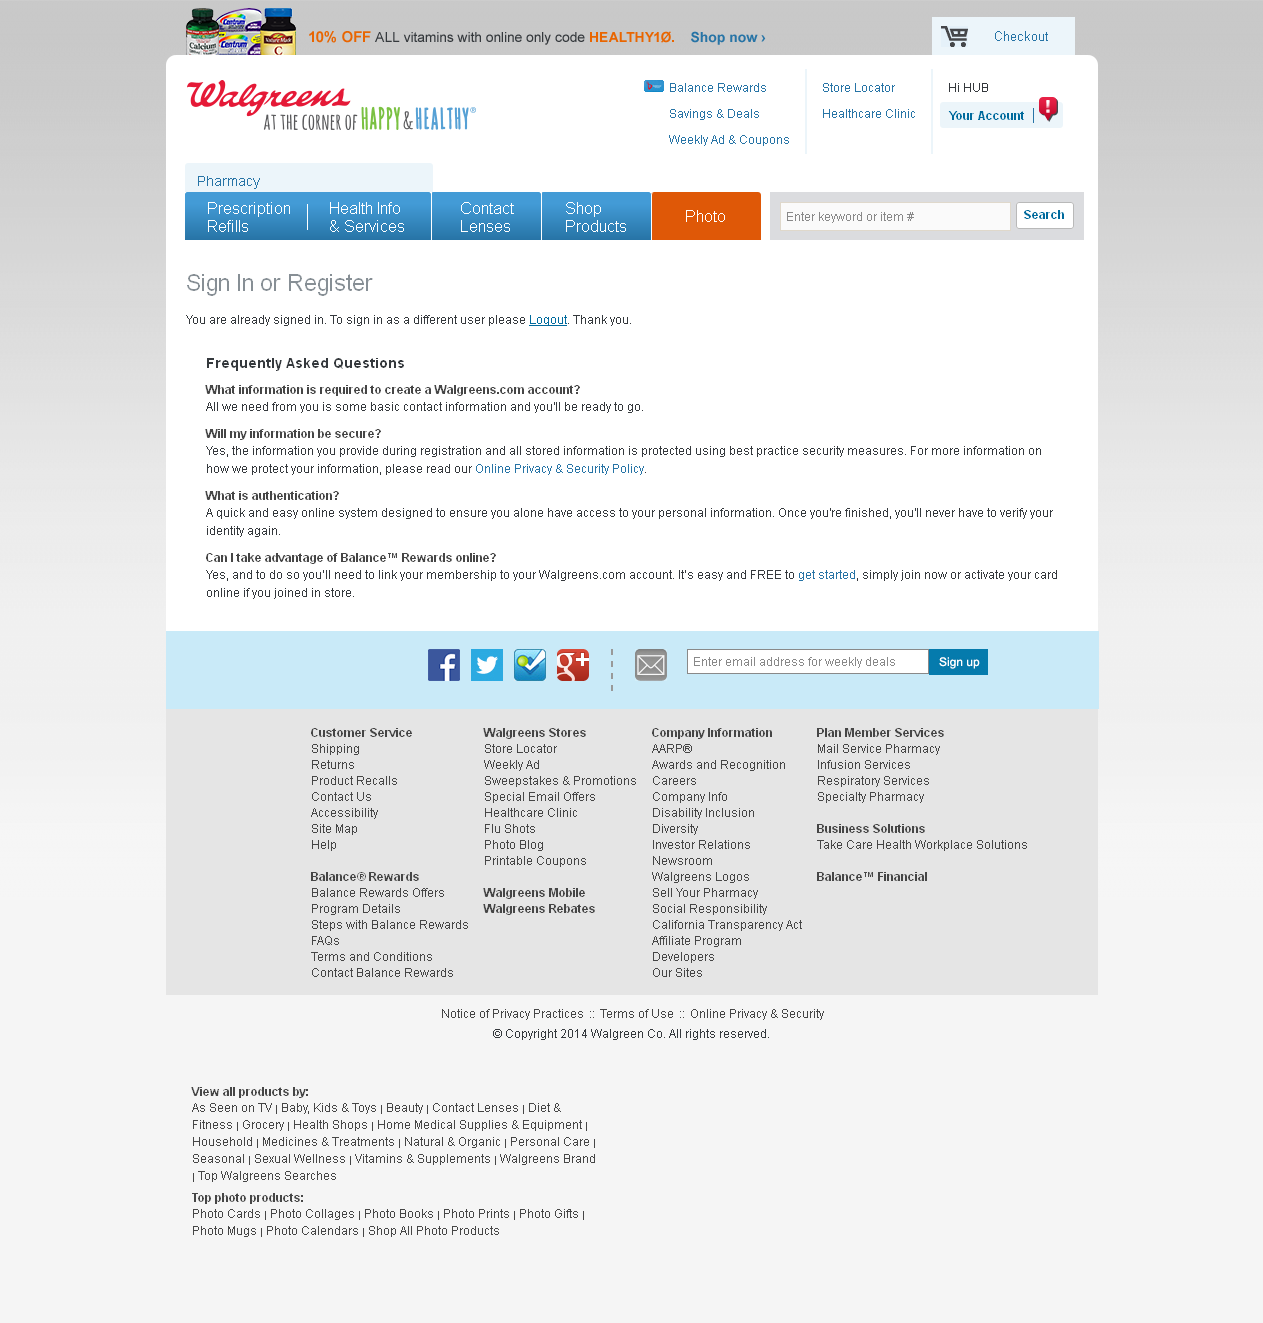 10% OFF ALL vitamins with online only code HEALTHY1Ø. Shop now ›
Checkout
Walgreens
AT THE CORNER OF HAPPY & HEALTHY®
Balance Rewards
Savings & Deals
Weekly Ad & Coupons
Store Locator
Healthcare Clinic
Hi HUB
Your Account
Pharmacy
Prescription
Refills
Health Info
& Services
Contact
Lenses
Shop
Products
Photo
Enter keyword or item #
Search
Sign In or Register
You are already signed in. To sign in as a different user please Logout. Thank you.
Frequently Asked Questions
What information is required to create a Walgreens.com account?
All we need from you is some basic contact information and you'll be ready to go.
Will my information be secure?
Yes, the information you provide during registration and all stored information is protected using best practice security measures. For more information on
how we protect your information, please read our Online Privacy & Security Policy.
What is authentication?
A quick and easy online system designed to ensure you alone have access to your personal information. Once you're finished, you'll never have to verify your
identity again.
Can I take advantage of Balance™ Rewards online?
Yes, and to do so you'll need to link your membership to your Walgreens.com account. It's easy and FREE to get started, simply join now or activate your card
online if you joined in store.
Enter email address for weekly deals
Sign up
Customer Service
Shipping
Returns
Product Recalls
Contact Us
Accessibility
Site Map
Help
Balance® Rewards
Balance Rewards Offers
Program Details
Steps with Balance Rewards
FAQs
Terms and Conditions
Contact Balance Rewards
Walgreens Stores
Store Locator
Weekly Ad
Sweepstakes & Promotions
Special Email Offers
Healthcare Clinic
Flu Shots
Photo Blog
Printable Coupons
Walgreens Mobile
Walgreens Rebates
Company Information
AARP®
Awards and Recognition
Careers
Company Info
Disability Inclusion
Diversity
Investor Relations
Newsroom
Walgreens Logos
Sell Your Pharmacy
Social Responsibility
California Transparency Act
Affiliate Program
Developers
Our Sites
Plan Member Services
Mail Service Pharmacy
Infusion Services
Respiratory Services
Specialty Pharmacy
Business Solutions
Take Care Health Workplace Solutions
Balance™ Financial
Notice of Privacy Practices :: Terms of Use :: Online Privacy & Security
© Copyright 2014 Walgreen Co. All rights reserved.
View all products by:
As Seen on TV | Baby, Kids & Toys | Beauty | Contact Lenses | Diet &
Fitness | Grocery | Health Shops | Home Medical Supplies & Equipment |
Household | Medicines & Treatments | Natural & Organic | Personal Care |
Seasonal | Sexual Wellness | Vitamins & Supplements | Walgreens Brand
| Top Walgreens Searches
Top photo products:
Photo Cards | Photo Collages | Photo Books | Photo Prints | Photo Gifts |
Photo Mugs | Photo Calendars | Shop All Photo Products